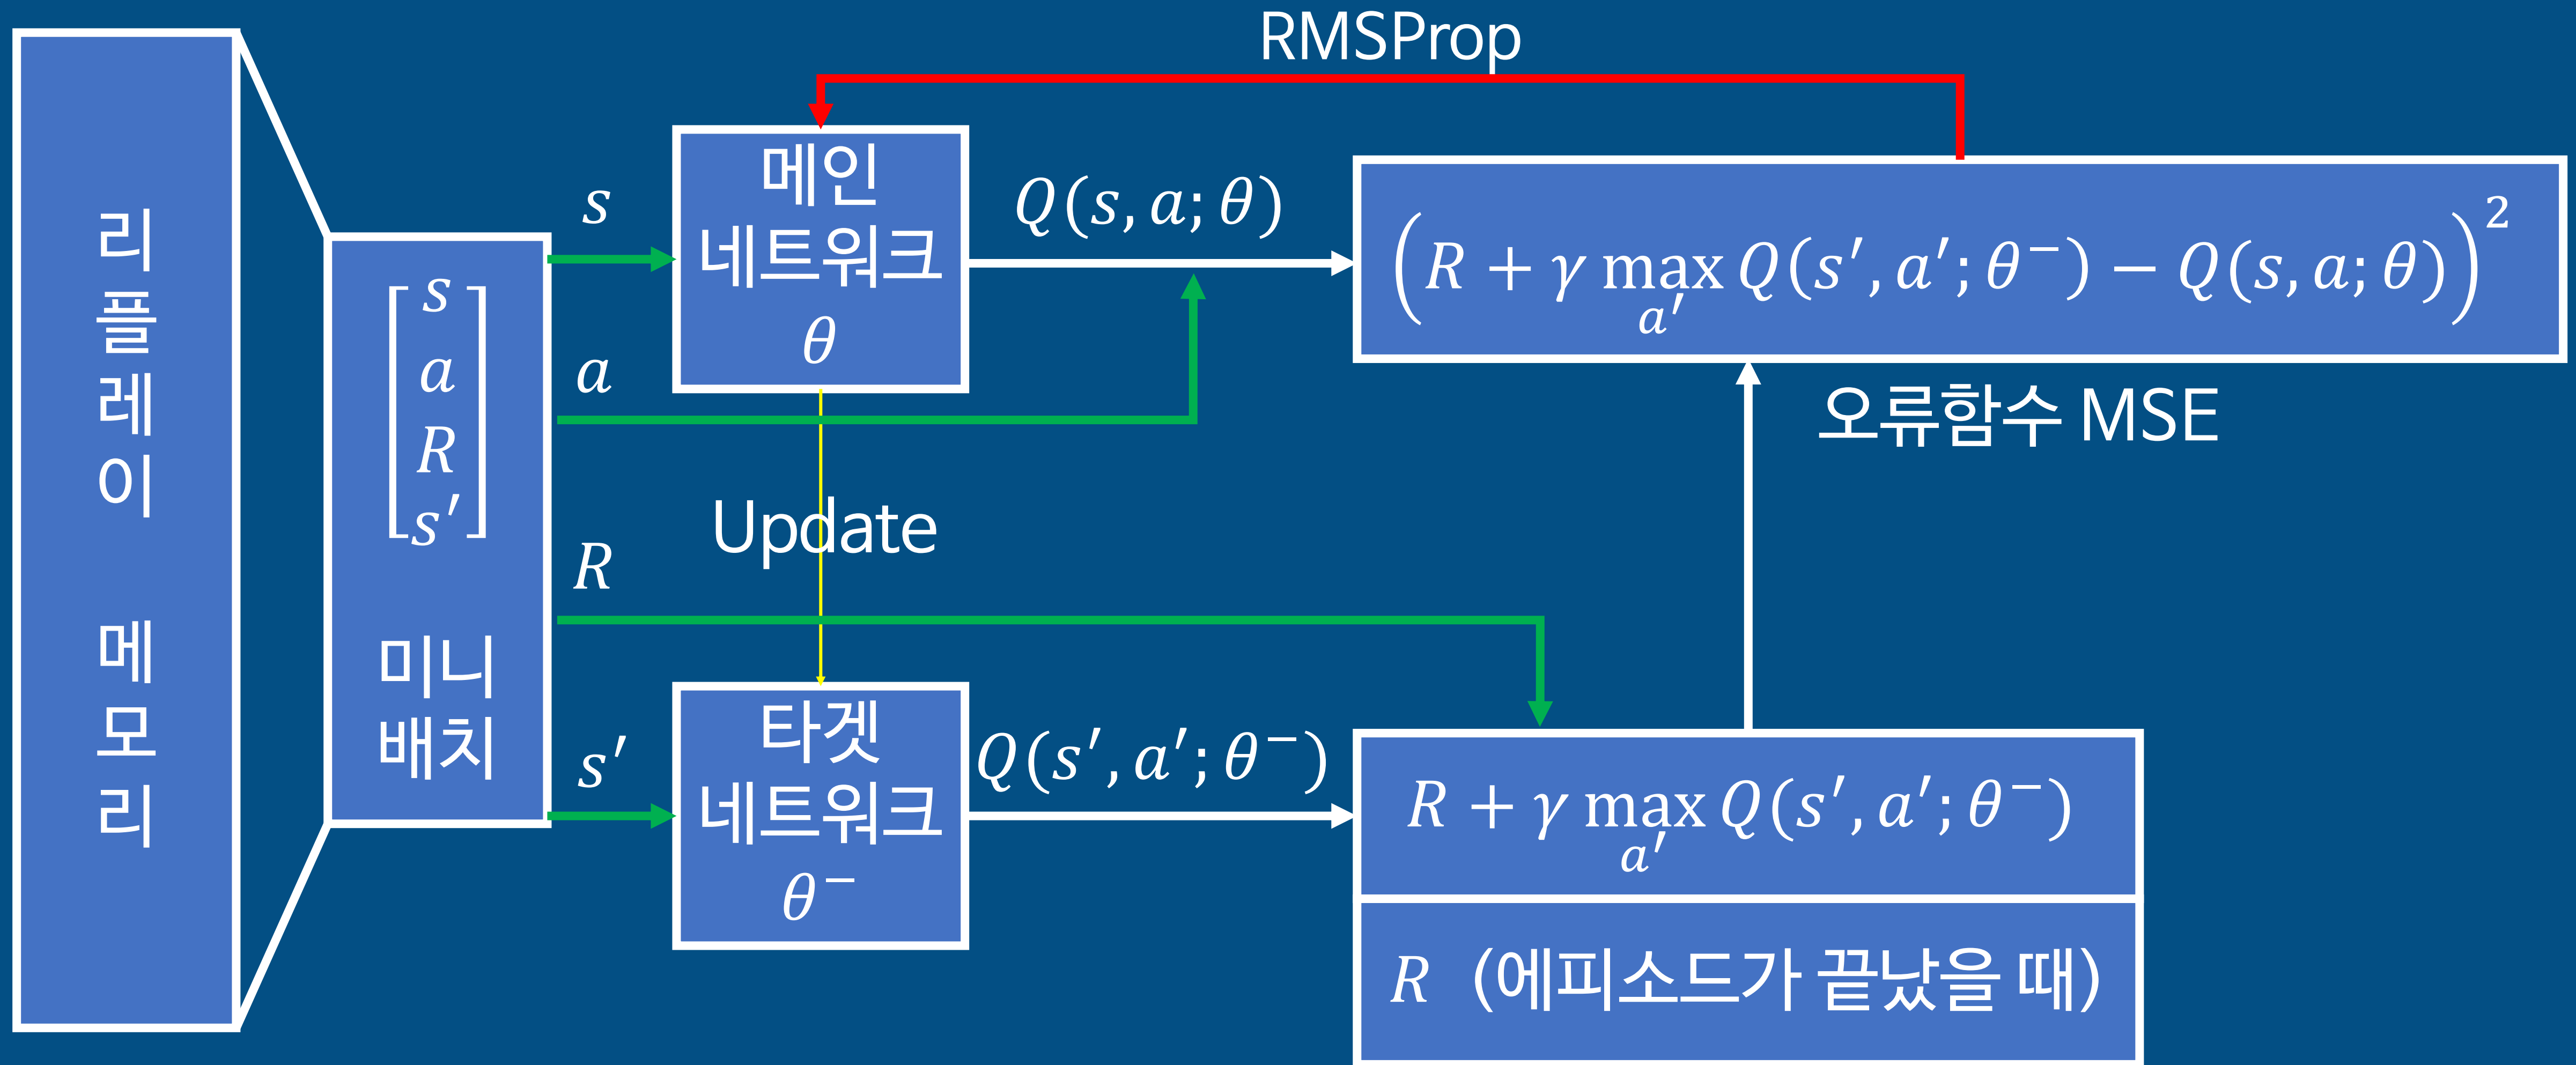 RMSProp
리플레이 메모리
s
a
R
s′
미니
배치
s
a
R
s′
메인
네트워크
θ
Q(s, a; θ)
(R + γ max Q(s′, a′; θ⁻) − Q(s, a; θ))²
a′
오류함수 MSE
Update
타겟
네트워크
θ⁻
Q(s′, a′; θ⁻)
R + γ max Q(s′, a′; θ⁻)
a′
R (에피소드가 끝났을 때)